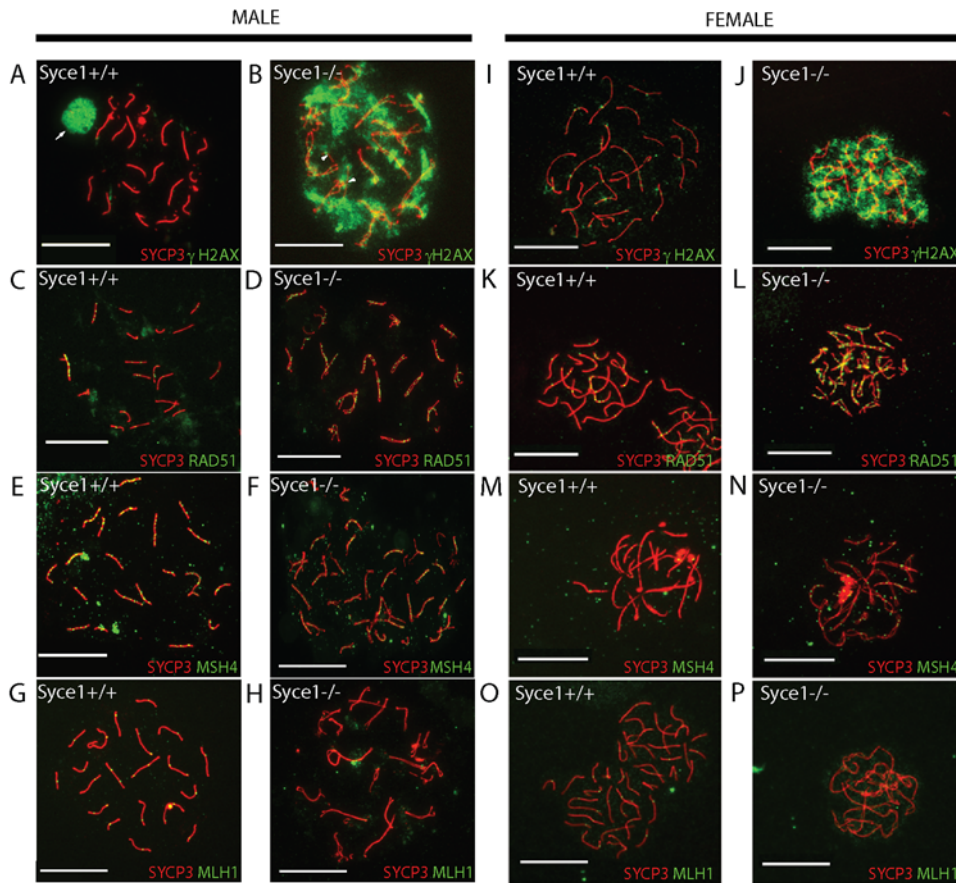 MALE FEMALE
A Syce1+/+ B Syce1-/- I Syce1+/+ J Syce1-/-
SYCP3 γ H2AX SYCP3 γH2AX SYCP3 γ H2AX SYCP3 γH2AX
C Syce1+/+ D Syce1-/- K Syce1+/+ L Syce1-/-
SYCP3 RAD51 SYCP3 RAD51 SYCP3 RAD51 SYCP3 RAD51
E Syce1+/+ F Syce1-/- M Syce1+/+ N Syce1-/-
SYCP3 MSH4 SYCP3 MSH4 SYCP3 MSH4 SYCP3 MSH4
G Syce1+/+ H Syce1-/- O Syce1+/+ P Syce1-/-
SYCP3 MLH1 SYCP3 MLH1 SYCP3 MLH1 SYCP3 MLH1